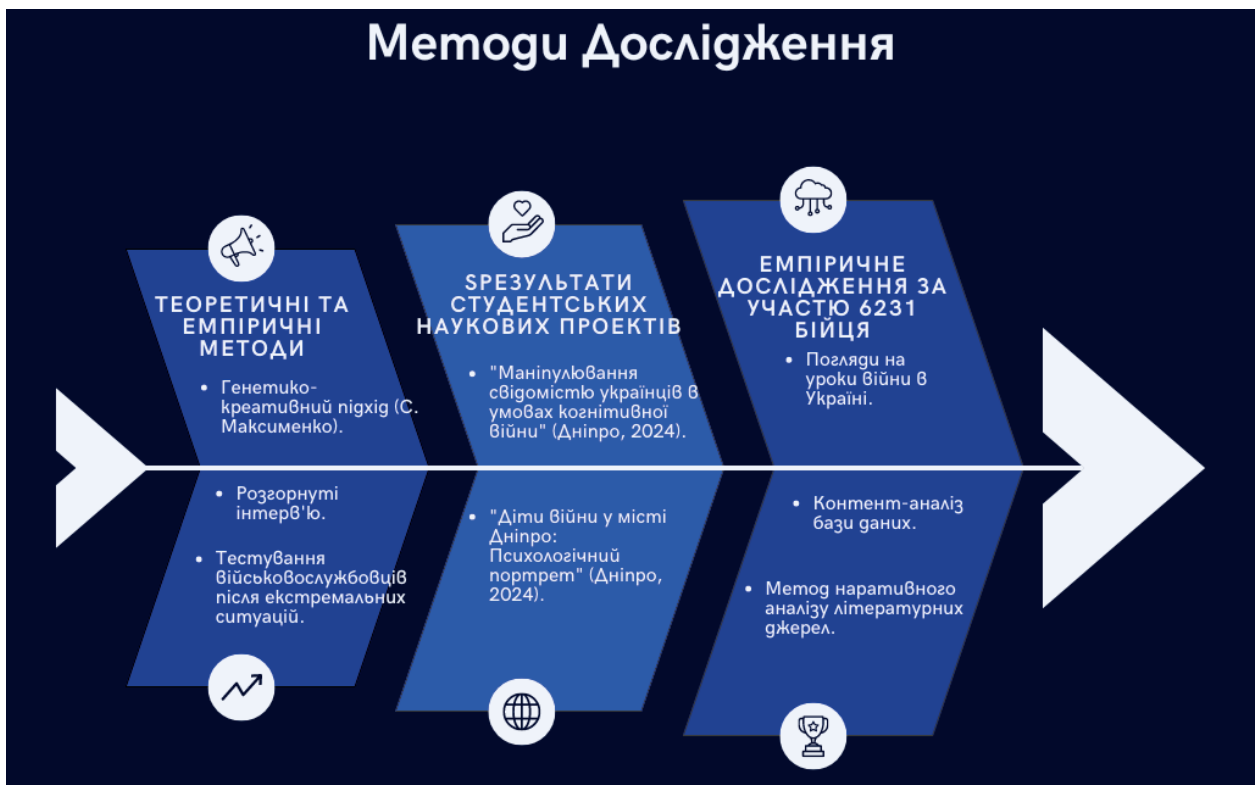 Методи Дослідження
ТЕОРЕТИЧНІ ТА
ЕМПІРИЧНІ
МЕТОДИ
• Генетико-
креативний підхід (С.
Максименко).
• Розгорнуті
інтерв'ю.
• Тестування
військовослужбовців
після екстремальних
ситуацій.
SРЕЗУЛЬТАТИ
СТУДЕНТСЬКИХ
НАУКОВИХ ПРОЕКТІВ
• "Маніпулювання
свідомістю українців в
умовах когнітивної
війни" (Дніпро, 2024).
• "Діти війни у місті
Дніпро:
Психологічний
портрет" (Дніпро,
2024).
ЕМПІРИЧНЕ
ДОСЛІДЖЕННЯ ЗА
УЧАСТЮ 6231
БІЙЦЯ
• Погляди на
уроки війни в
Україні.
• Контент-аналіз
бази даних.
• Метод наративного
аналізу літературних
джерел.